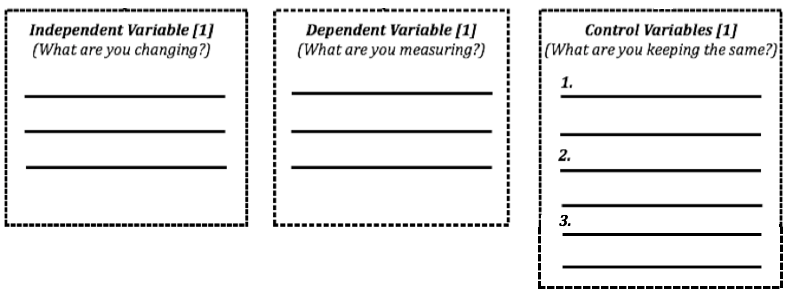 Independent Variable [1]
(What are you changing?)
Dependent Variable [1]
(What are you measuring?)
Control Variables [1]
(What are you keeping the same?)
1.
2.
3.